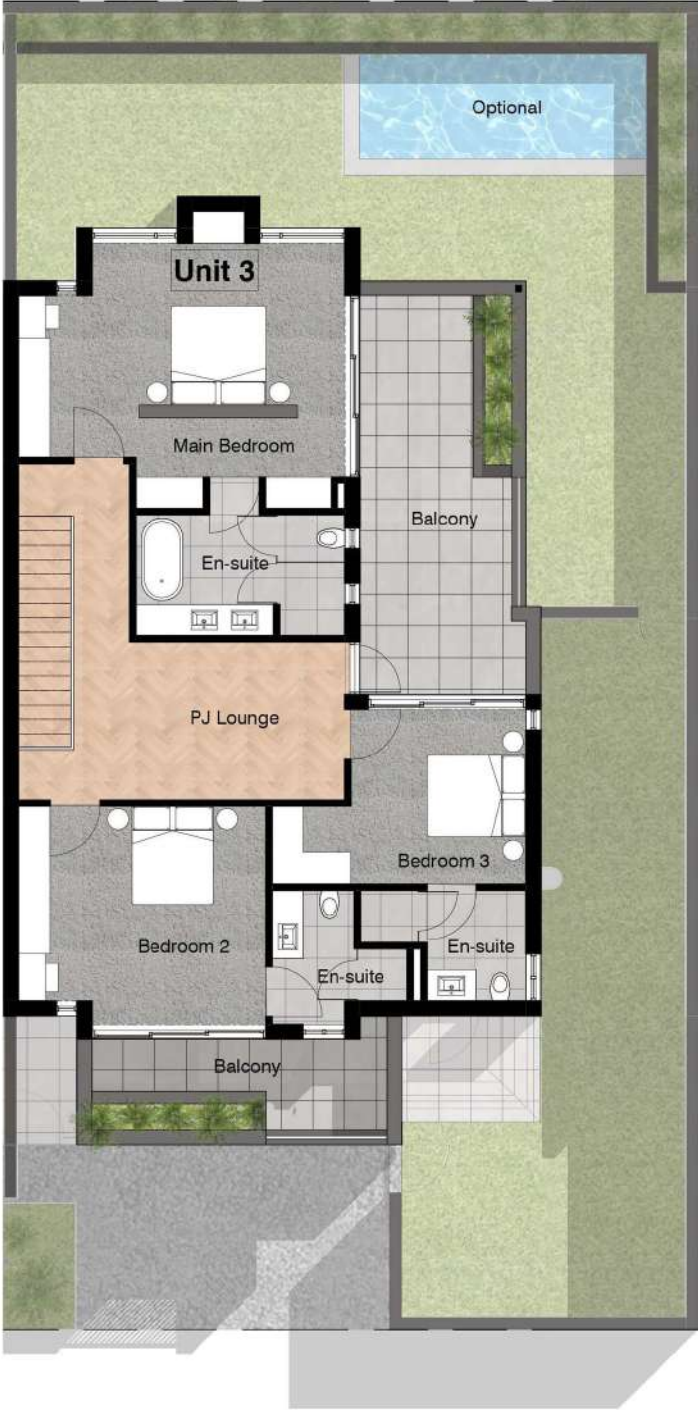 Optional
Unit 3
Main Bedroom
Balcony
En-suite
PJ Lounge
Bedroom 3
Bedroom 2
En-suite
En-suite
Balcony